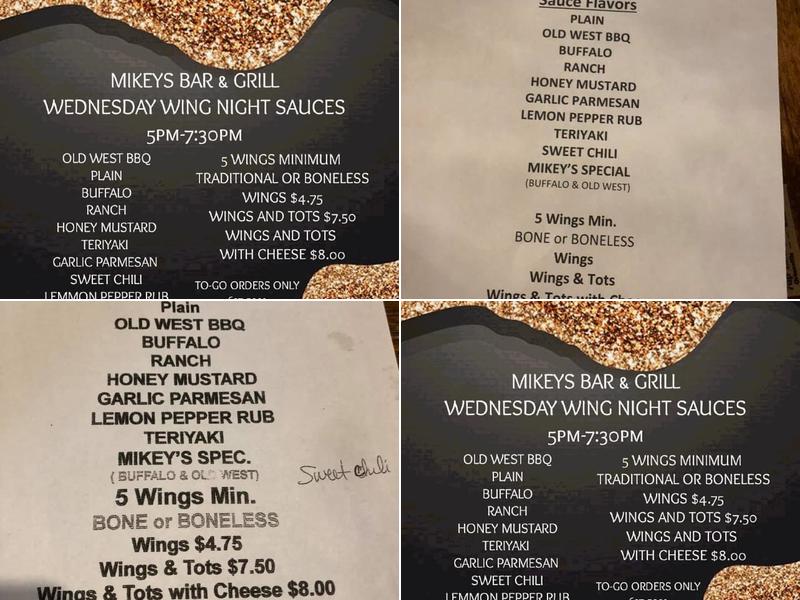 MIKEYS BAR & GRILL
WEDNESDAY WING NIGHT SAUCES
5PM-7:30PM
OLD WEST BBQ
PLAIN
BUFFALO
RANCH
HONEY MUSTARD
TERIYAKI
GARLIC PARMESAN
SWEET CHILI
LEMMON PEPPER RUB
5 WINGS MINIMUM
TRADITIONAL OR BONELESS
WINGS $4.75
WINGS AND TOTS $7.50
WINGS AND TOTS
WITH CHEESE $8.00
TO-GO ORDERS ONLY
Sauce Flavors
PLAIN
OLD WEST BBQ
BUFFALO
RANCH
HONEY MUSTARD
GARLIC PARMESAN
LEMON PEPPER RUB
TERIYAKI
SWEET CHILI
MIKEY'S SPECIAL
(BUFFALO & OLD WEST)
5 Wings Min.
BONE or BONELESS
Wings
Wings & Tots
Wings & Tots with
Plain
OLD WEST BBQ
BUFFALO
RANCH
HONEY MUSTARD
GARLIC PARMESAN
LEMON PEPPER RUB
TERIYAKI
MIKEY'S SPEC.
( BUFFALO & OLD WEST)
Sweet chili
5 Wings Min.
BONE or BONELESS
Wings $4.75
Wings & Tots $7.50
Wings & Tots with Cheese $8.00
MIKEYS BAR & GRILL
WEDNESDAY WING NIGHT SAUCES
5PM-7:30PM
OLD WEST BBQ
PLAIN
BUFFALO
RANCH
HONEY MUSTARD
TERIYAKI
GARLIC PARMESAN
SWEET CHILI
LEMMON PEPPER RUB
5 WINGS MINIMUM
TRADITIONAL OR BONELESS
WINGS $4.75
WINGS AND TOTS $7.50
WINGS AND TOTS
WITH CHEESE $8.00
TO-GO ORDERS ONLY